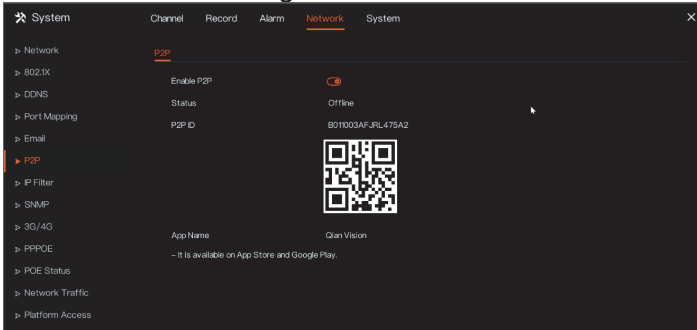 System
Channel Record Alarm Network System
Network
802.1X
DDNS
Port Mapping
Email
P2P
IP Filter
SNMP
3G/4G
PPPOE
POE Status
Network Traffic
Platform Access
P2P
Enable P2P
Status Offline
P2P ID B011003AFJRL475A2
App Name Qian Vision
– It is available on App Store and Google Play.